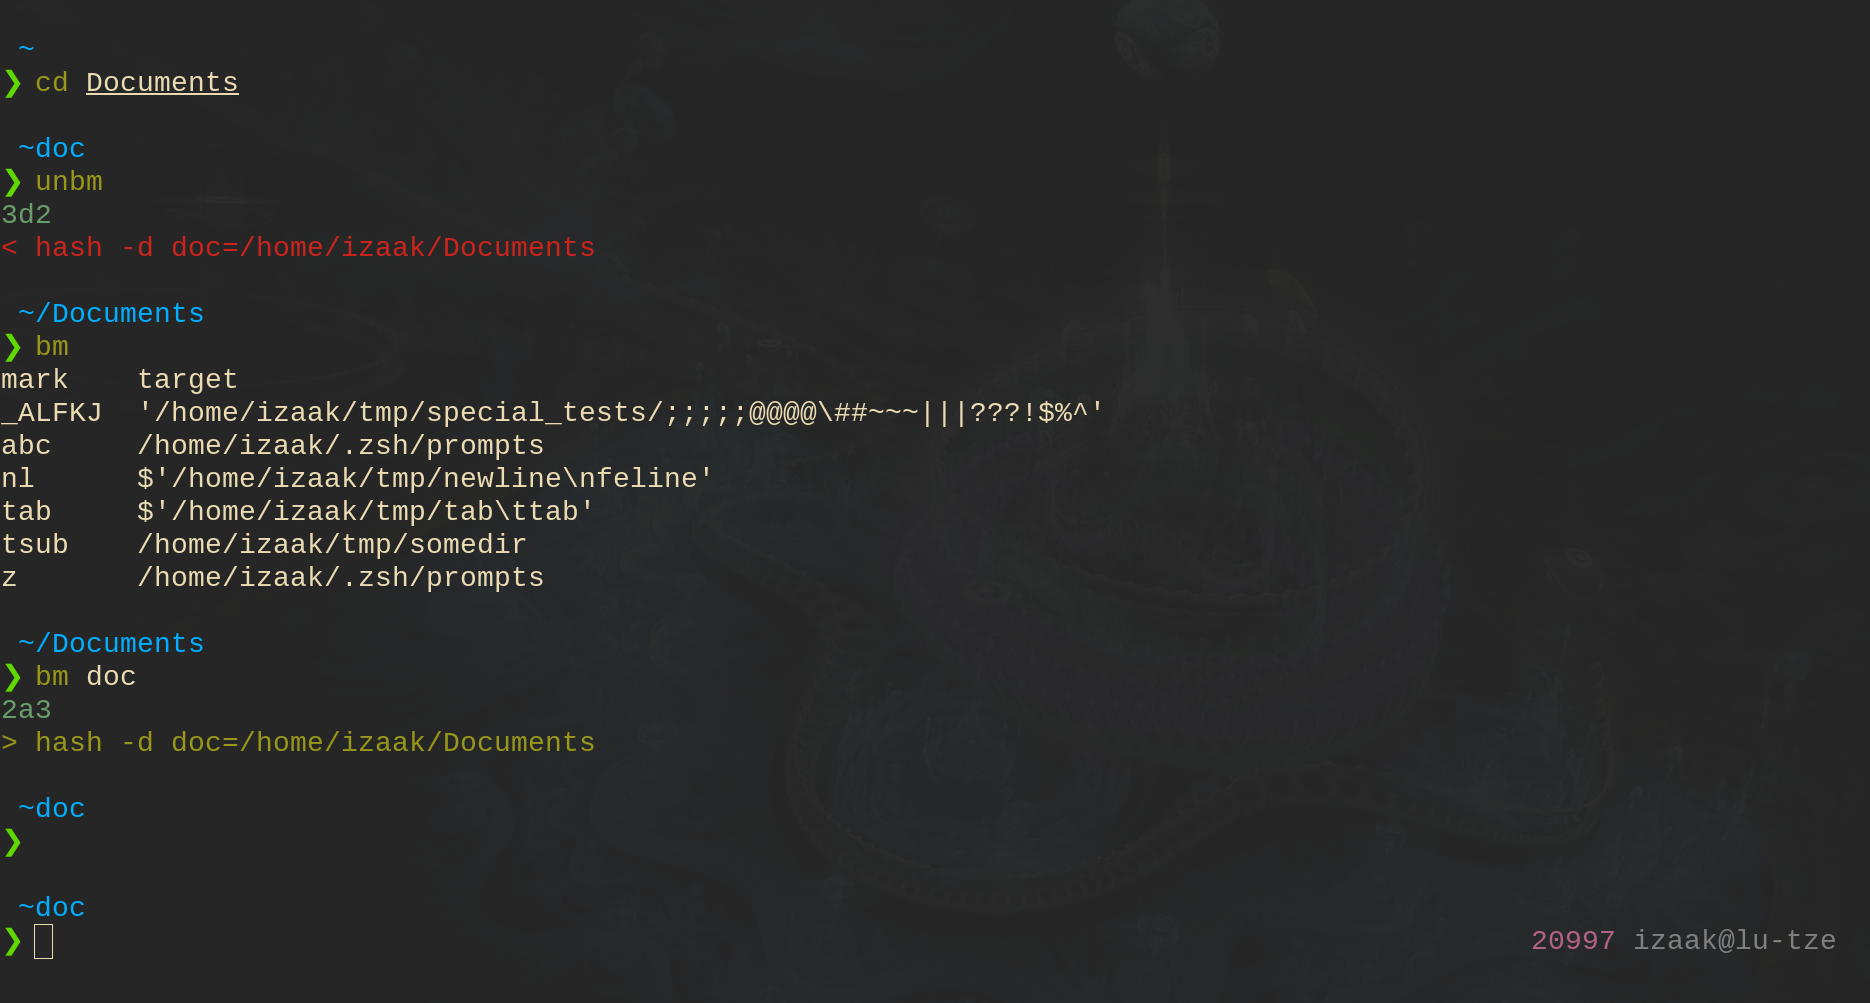 ~
❯ cd Documents
~doc
❯ unbm
3d2
< hash -d doc=/home/izaak/Documents
~/Documents
❯ bm
mark    target
_ALFKJ  '/home/izaak/tmp/special_tests/;;;;;@@@@\##~~~|||???!$%^'
abc     /home/izaak/.zsh/prompts
nl      $'/home/izaak/tmp/newline\nfeline'
tab     $'/home/izaak/tmp/tab\ttab'
tsub    /home/izaak/tmp/somedir
z       /home/izaak/.zsh/prompts
~/Documents
❯ bm doc
2a3
> hash -d doc=/home/izaak/Documents
~doc
❯
~doc
❯ 20997 izaak@lu-tze